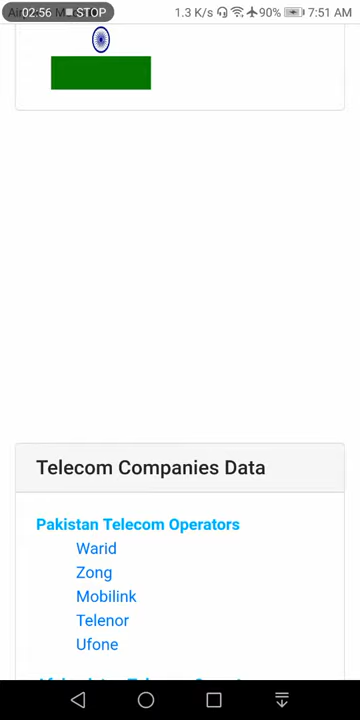 02:56 STOP
1.3 K/s 90% 7:51 AM
Telecom Companies Data
Pakistan Telecom Operators
Warid
Zong
Mobilink
Telenor
Ufone